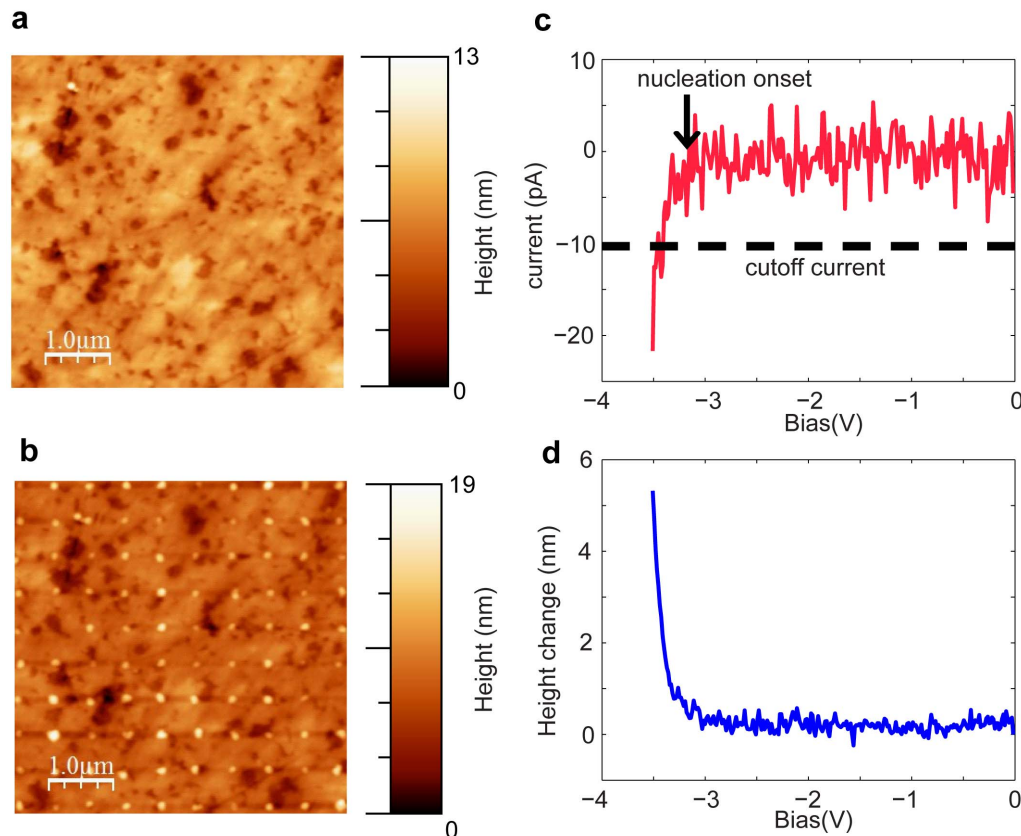 a
13
Height (nm)
0
1.0μm
b
19
Height (nm)
0
1.0μm
c
10
0
−10
−20
current (pA)
nucleation onset
cutoff current
−4
−3
−2
−1
0
Bias(V)
d
6
4
2
0
Height change (nm)
−4
−3
−2
−1
0
Bias(V)